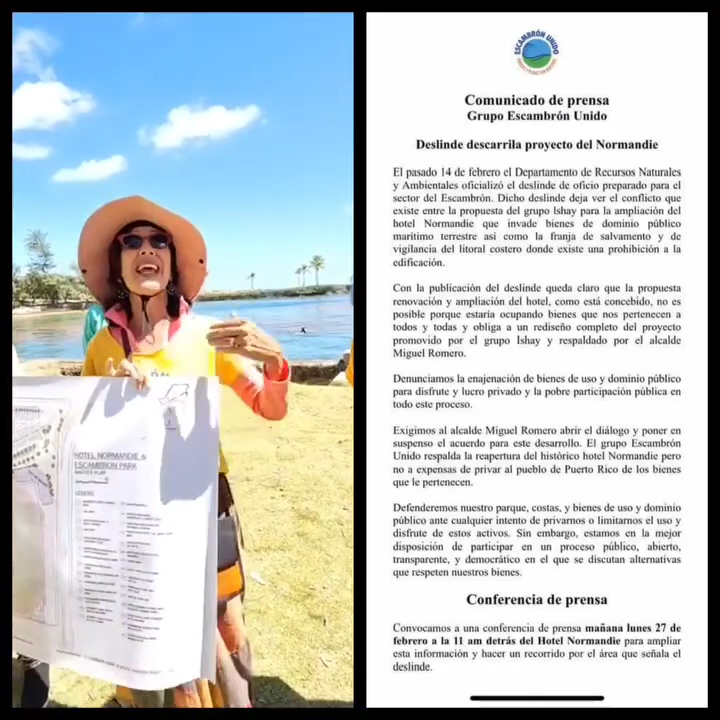 HOTEL NORMANDIE &
ESCAMBRON PARK
MASTER PLAN
LEGEND
ESCAMBRÓN UNIDO
Comunicado de prensa
Grupo Escambrón Unido
Deslinde descarrila proyecto del Normandie
El pasado 14 de febrero el Departamento de Recursos Naturales
y Ambientales oficializó el deslinde de oficio preparado para el
sector del Escambrón. Dicho deslinde deja ver el conflicto que
existe entre la propuesta del grupo Ishay para la ampliación del
hotel Normandie que invade bienes de dominio público
marítimo terrestre así como la franja de salvamento y de
vigilancia del litoral costero donde existe una prohibición a la
edificación.
Con la publicación del deslinde queda claro que la propuesta
renovación y ampliación del hotel, como está concebido, no es
posible porque estaría ocupando bienes que nos pertenecen a
todos y todas y obliga a un rediseño completo del proyecto
promovido por el grupo Ishay y respaldado por el alcalde
Miguel Romero.
Denunciamos la enajenación de bienes de uso y dominio público
para disfrute y lucro privado y la pobre participación pública en
todo este proceso.
Exigimos al alcalde Miguel Romero abrir el diálogo y poner en
suspenso el acuerdo para este desarrollo. El grupo Escambrón
Unido respalda la reapertura del histórico hotel Normandie pero
no a expensas de privar al pueblo de Puerto Rico de los bienes
que le pertenecen.
Defenderemos nuestro parque, costas, y bienes de uso y dominio
público ante cualquier intento de privarnos o limitarnos el uso y
disfrute de estos activos. Sin embargo, estamos en la mejor
disposición de participar en un proceso público, abierto,
transparente, y democrático en el que se discutan alternativas
que respeten nuestros bienes.
Conferencia de prensa
Convocamos a una conferencia de prensa mañana lunes 27 de
febrero a la 11 am detrás del Hotel Normandie para ampliar
esta información y hacer un recorrido por el área que señala el
deslinde.